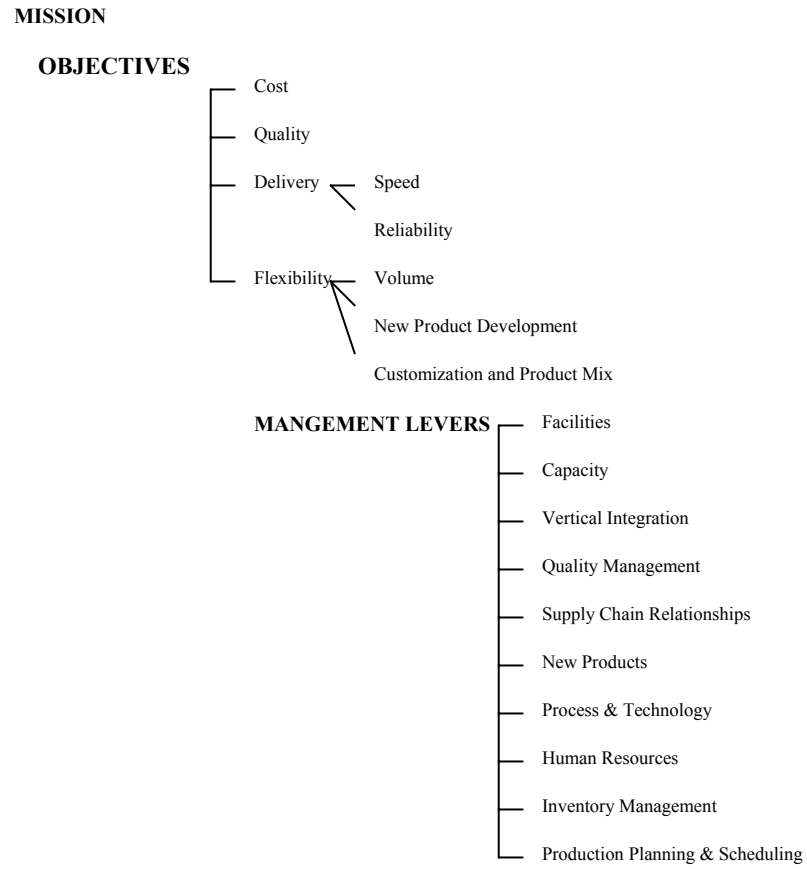 MISSION
OBJECTIVES
Cost
Quality
Delivery
Speed
Reliability
Flexibility
Volume
New Product Development
Customization and Product Mix
MANGEMENT LEVERS
Facilities
Capacity
Vertical Integration
Quality Management
Supply Chain Relationships
New Products
Process & Technology
Human Resources
Inventory Management
Production Planning & Scheduling